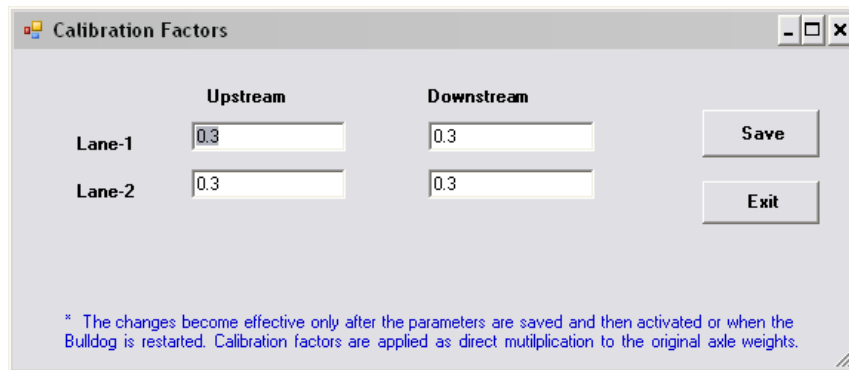 Calibration Factors
Upstream Downstream
Lane-1 0.3 0.3 Save
Lane-2 0.3 0.3 Exit
* The changes become effective only after the parameters are saved and then activated or when the
Bulldog is restarted. Calibration factors are applied as direct mutilplication to the original axle weights.